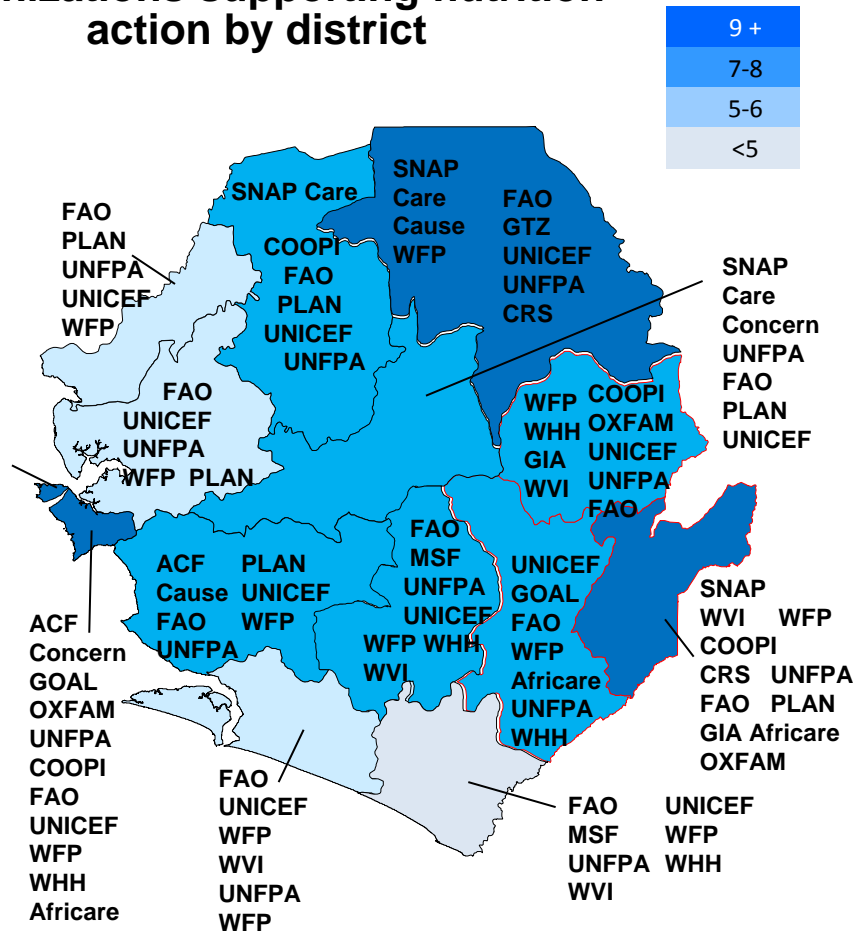 action by district
9 +
7-8
5-6
<5
FAO
PLAN
UNFPA
UNICEF
WFP
SNAP Care
COOPI
FAO
PLAN
UNICEF
UNFPA
SNAP
Care
Cause
WFP
FAO
GTZ
UNICEF
UNFPA
CRS
SNAP
Care
Concern
UNFPA
FAO
PLAN
UNICEF
FAO
UNICEF
UNFPA
WFP PLAN
WFP
WHH
GIA
WVI
COOPI
OXFAM
UNICEF
UNFPA
FAO
ACF
Cause
FAO
UNFPA
PLAN
UNICEF
WFP
FAO
MSF
UNFPA
UNICEF
WFP WHH
WVI
UNICEF
GOAL
FAO
WFP
Africare
UNFPA
WHH
SNAP
WVI WFP
COOPI
CRS UNFPA
FAO PLAN
GIA Africare
OXFAM
ACF
Concern
GOAL
OXFAM
UNFPA
COOPI
FAO
UNICEF
WFP
WHH
Africare
FAO
UNICEF
WFP
WVI
UNFPA
WFP
FAO UNICEF
MSF WFP
UNFPA WHH
WVI